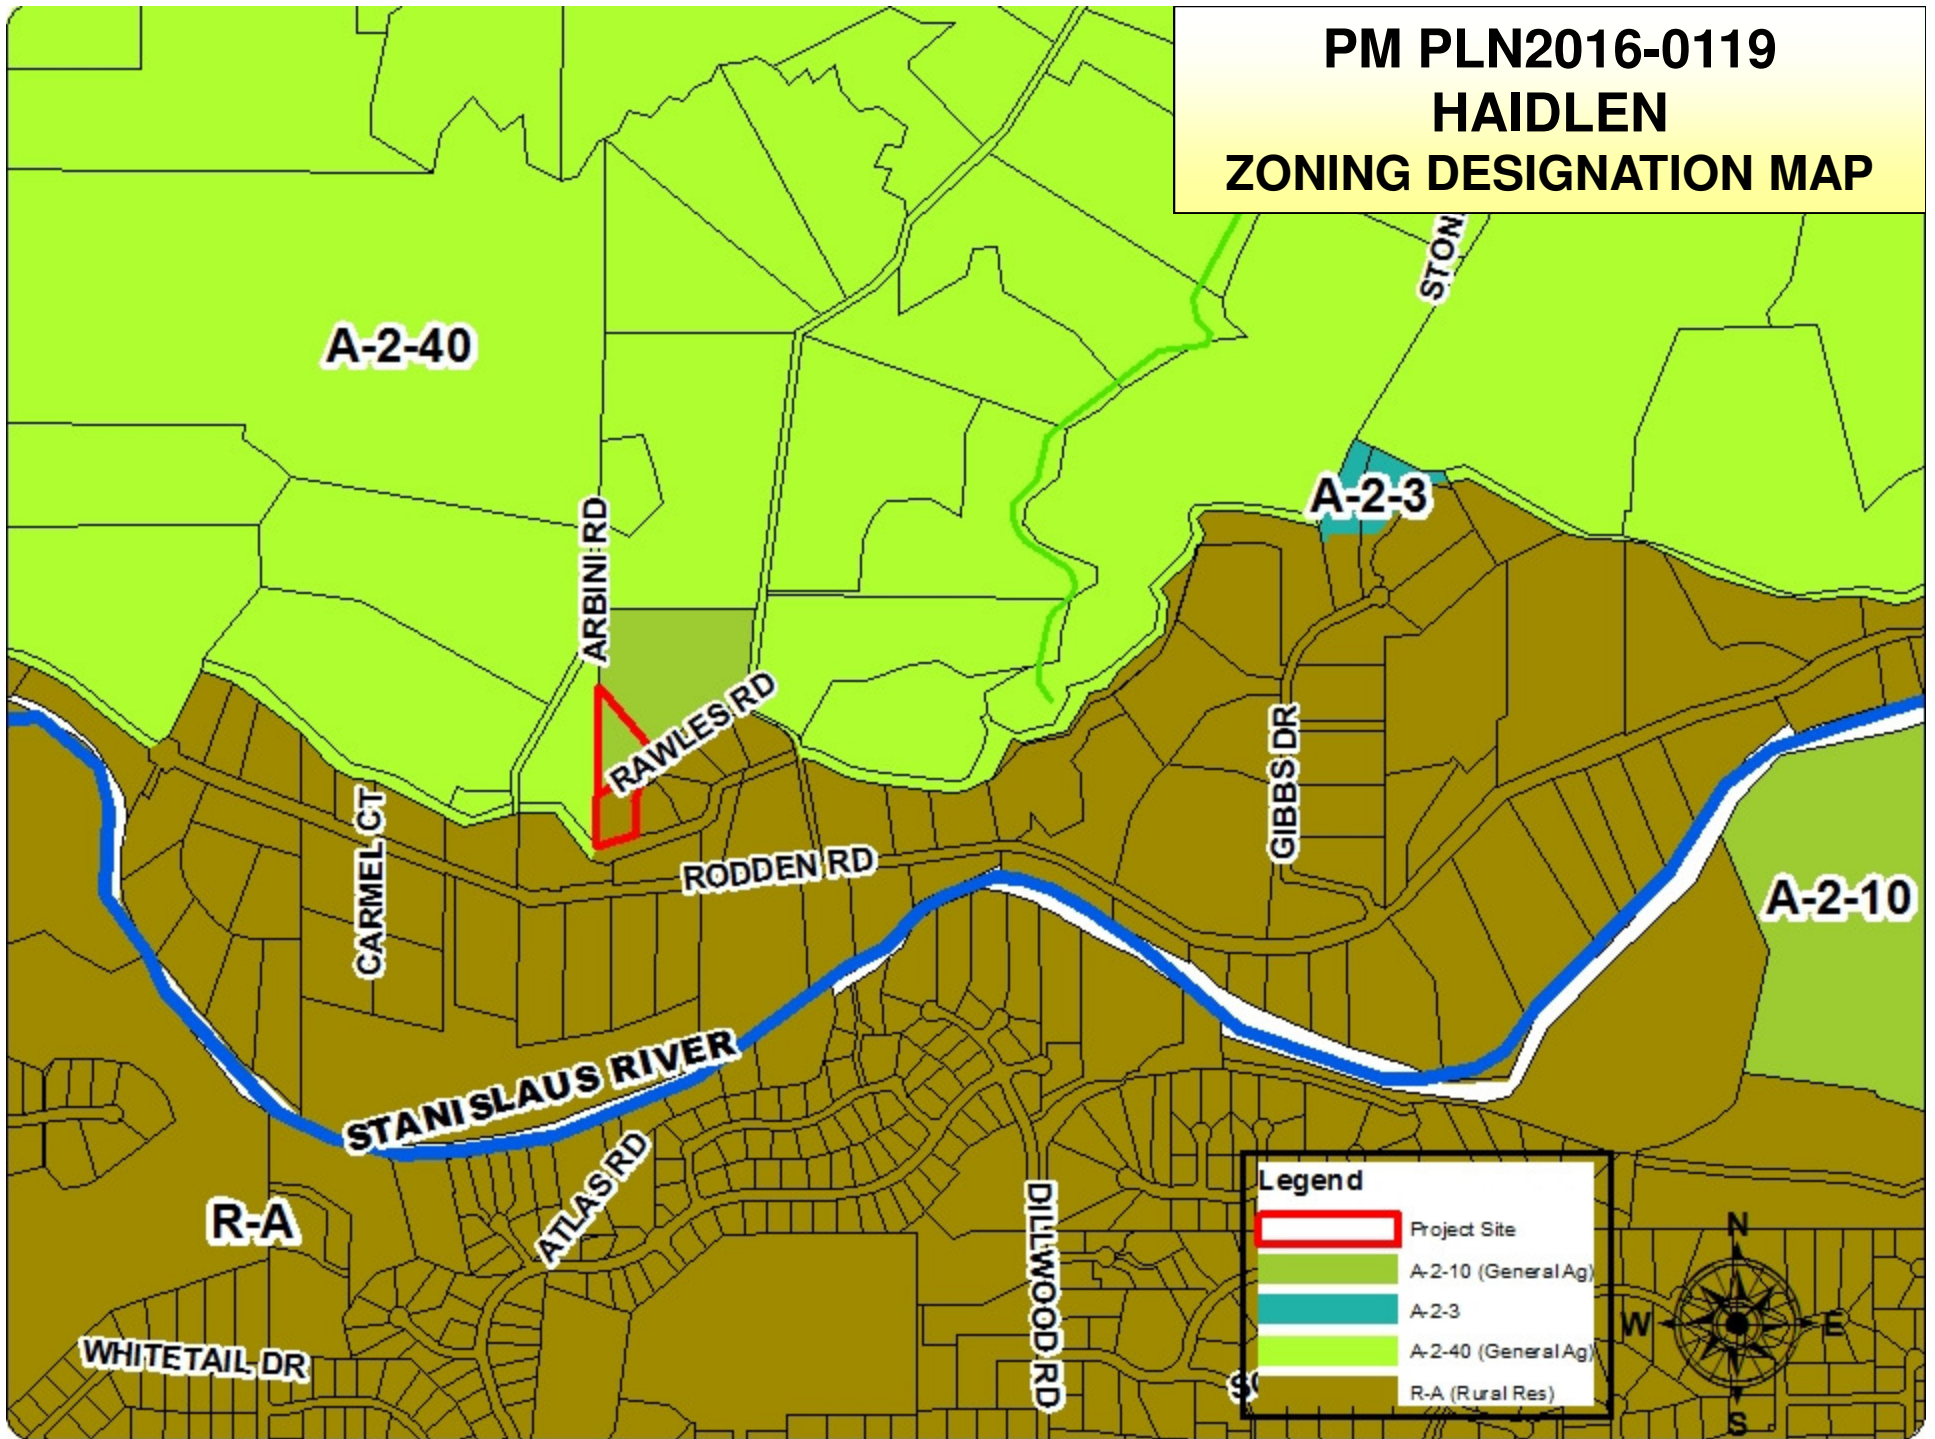 PM PLN2016-0119
HAIDLEN
ZONING DESIGNATION MAP
A-2-40
A-2-3
ARBINI RD
RAWLES RD
GIBBS DR
CARMEL CT
RODDEN RD
A-2-10
STANISLAUS RIVER
ATLAS RD
R-A
DILLWOOD RD
WHITETAIL DR
Legend
Project Site
A-2-10 (General Ag)
A-2-3
A-2-40 (General Ag)
R-A (Rural Res)
N
W
E
S